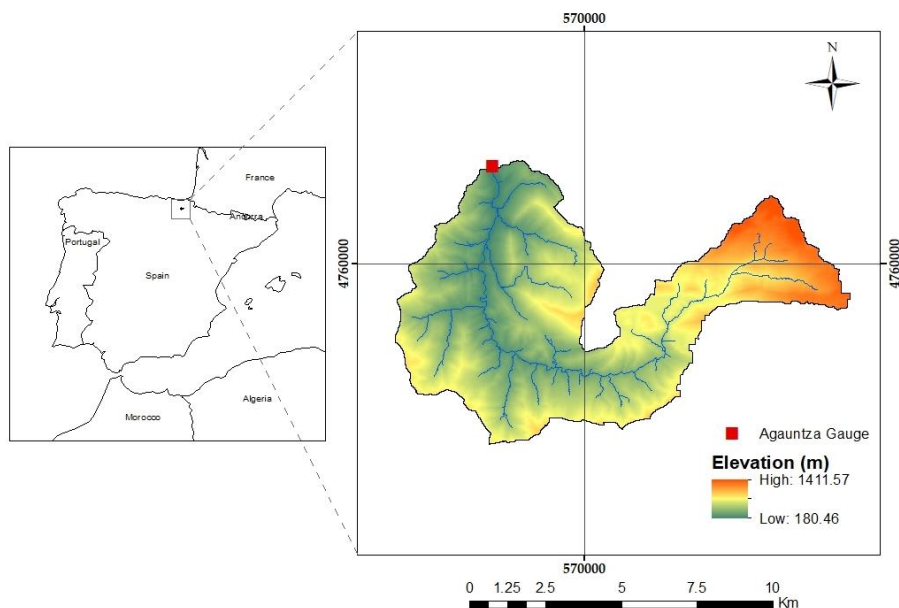 570000
N
France
Andorra
Portugal
Spain
Morocco
Algeria
4760000
4760000
Agauntza Gauge
Elevation (m)
High: 1411.57
Low: 180.46
570000
0 1.25 2.5 5 7.5 10
Km